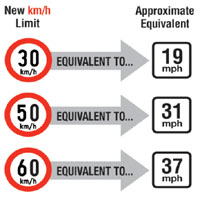 New km/h Approximate
Limit Equivalent
30 km/h EQUIVALENT TO... 19 mph
50 km/h EQUIVALENT TO... 31 mph
60 km/h EQUIVALENT TO... 37 mph